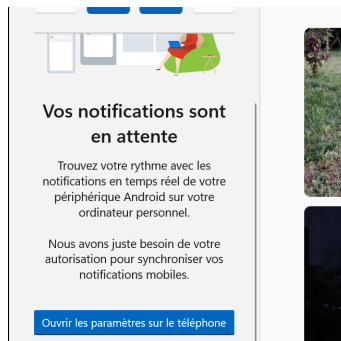 Vos notifications sont
en attente
Trouvez votre rythme avec les
notifications en temps réel de votre
périphérique Android sur votre
ordinateur personnel.
Nous avons juste besoin de votre
autorisation pour synchroniser vos
notifications mobiles.
Ouvrir les paramètres sur le téléphone